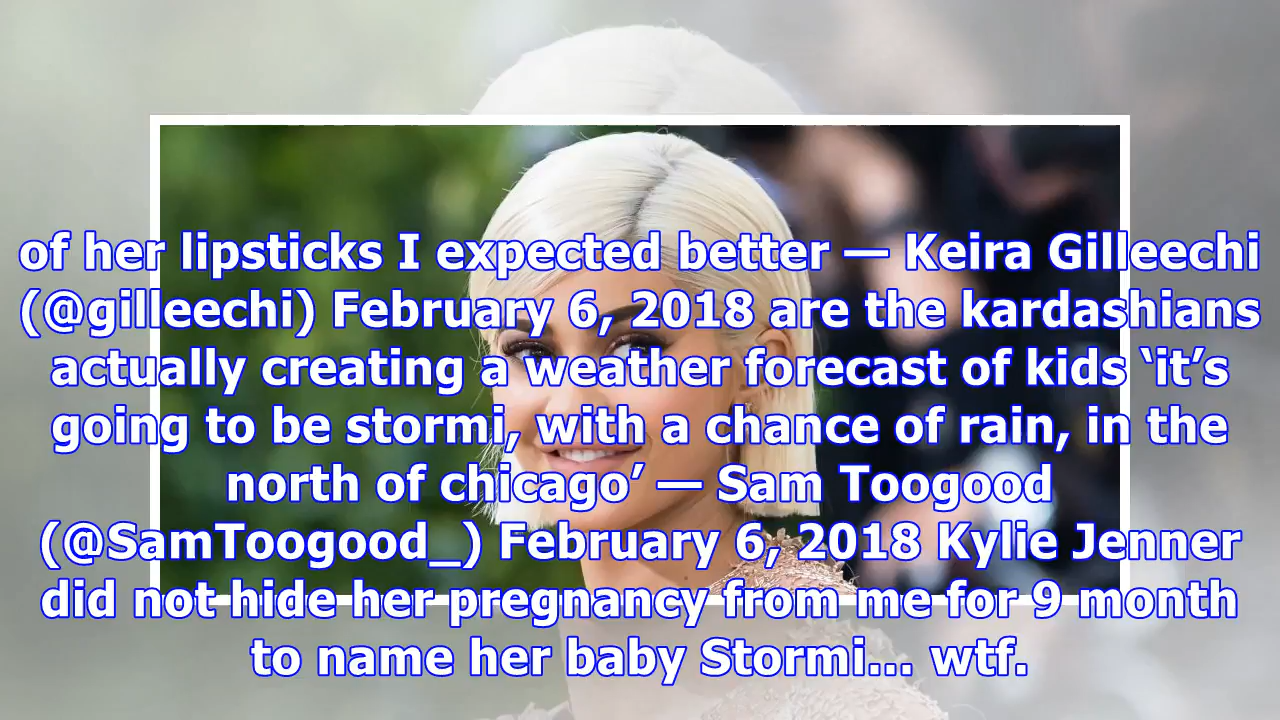 of her lipsticks I expected better — Keira Gilleechi
(@gilleechi) February 6, 2018 are the kardashians
actually creating a weather forecast of kids ‘it’s
going to be stormi, with a chance of rain, in the
north of chicago’ — Sam Toogood
(@SamToogood_) February 6, 2018 Kylie Jenner
did not hide her pregnancy from me for 9 month
to name her baby Stormi... wtf.